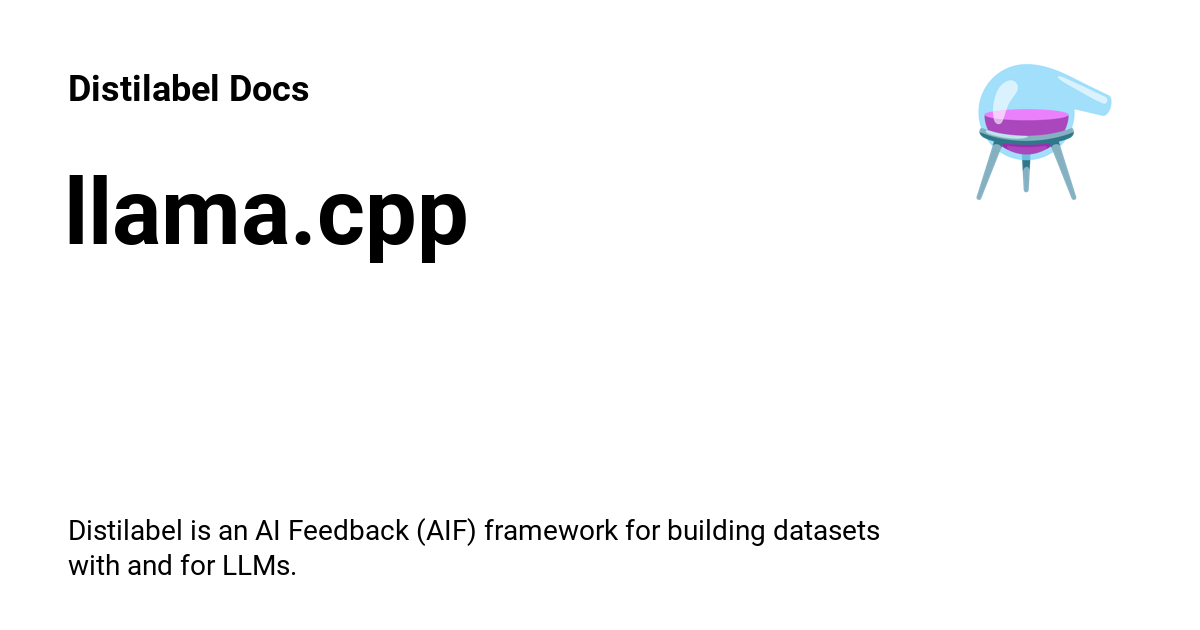 Distilabel Docs
llama.cpp
Distilabel is an AI Feedback (AIF) framework for building datasets
with and for LLMs.